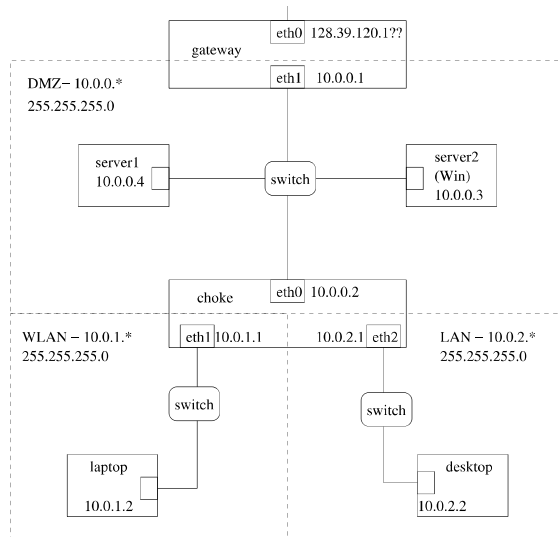 eth0 128.39.120.1??
gateway
eth1 10.0.0.1
DMZ– 10.0.0.*
255.255.255.0
server1
10.0.0.4
switch
server2
(Win)
10.0.0.3
eth0 10.0.0.2
choke
WLAN – 10.0.1.*
255.255.255.0
eth1 10.0.1.1
10.0.2.1 eth2
LAN – 10.0.2.*
255.255.255.0
switch
switch
laptop
10.0.1.2
desktop
10.0.2.2